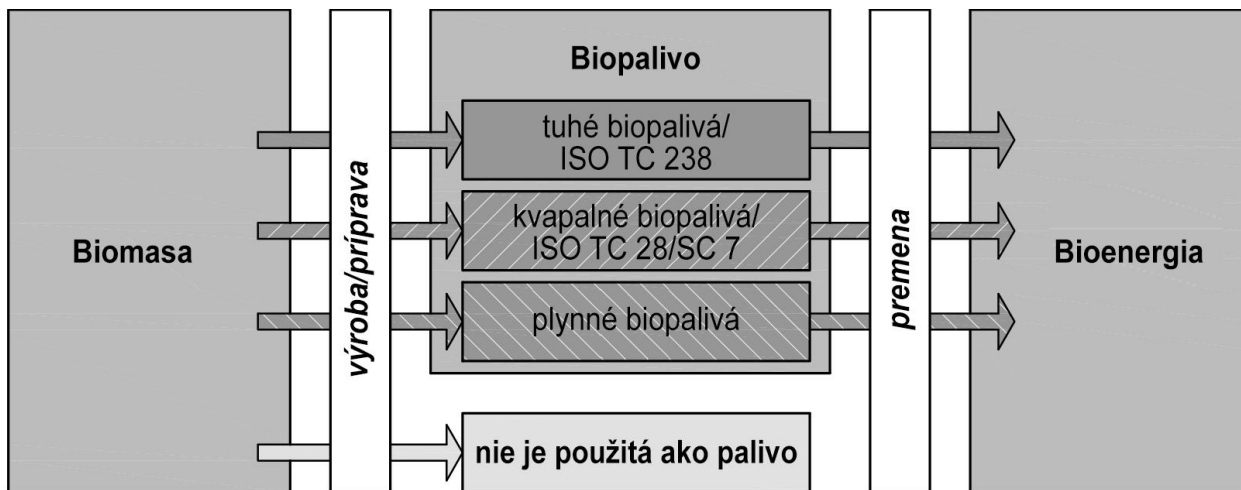 Biomasa
výroba/príprava
Biopalivo
tuhé biopalivá/
ISO TC 238
kvapalné biopalivá/
ISO TC 28/SC 7
plynné biopalivá
nie je použitá ako palivo
premena
Bioenergia